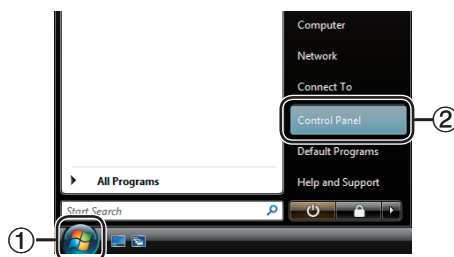 Computer
Network
Connect To
Control Panel
②
Default Programs
All Programs
Help and Support
Start Search
①